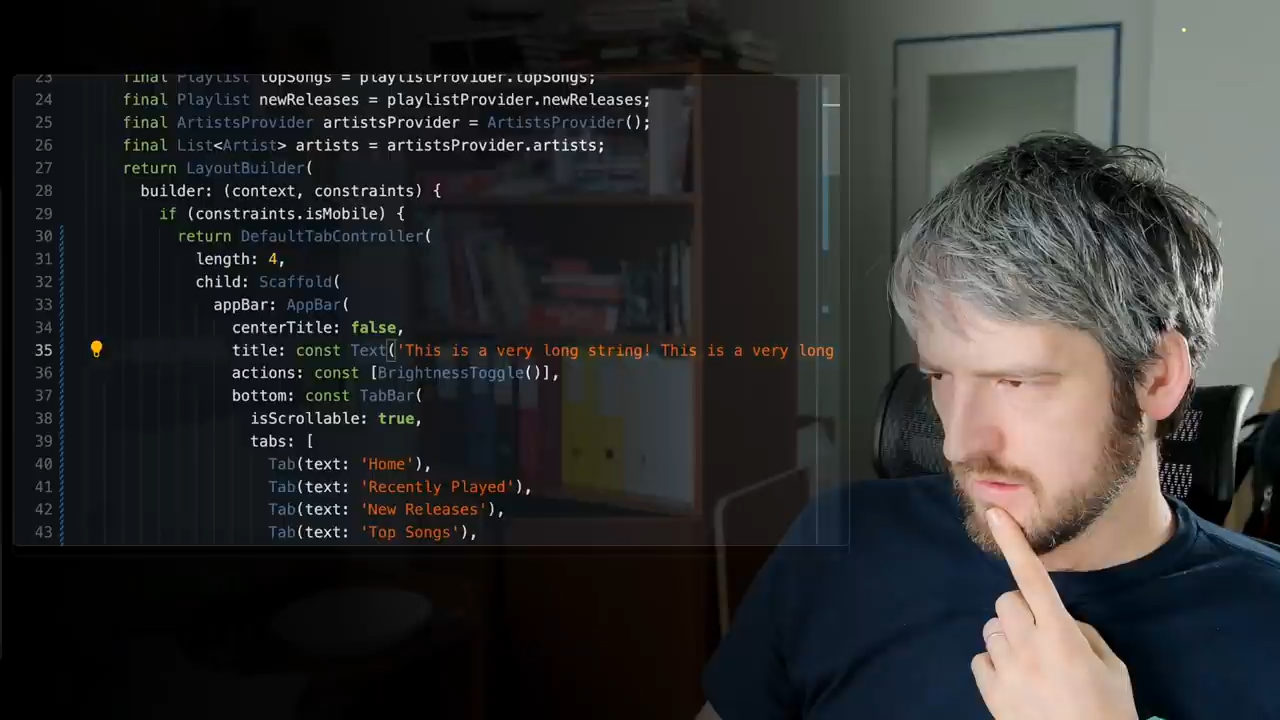 23 final Playlist topSongs = playlistProvider.topSongs;
24 final Playlist newReleases = playlistProvider.newReleases;
25 final ArtistsProvider artistsProvider = ArtistsProvider();
26 final List<Artist> artists = artistsProvider.artists;
27 return LayoutBuilder(
28 builder: (context, constraints) {
29 if (constraints.isMobile) {
30 return DefaultTabController(
31 length: 4,
32 child: Scaffold(
33 appBar: AppBar(
34 centerTitle: false,
35 title: const Text('This is a very long string! This is a very long
36 actions: const [BrightnessToggle()],
37 bottom: const TabBar(
38 isScrollable: true,
39 tabs: [
40 Tab(text: 'Home'),
41 Tab(text: 'Recently Played'),
42 Tab(text: 'New Releases'),
43 Tab(text: 'Top Songs'),